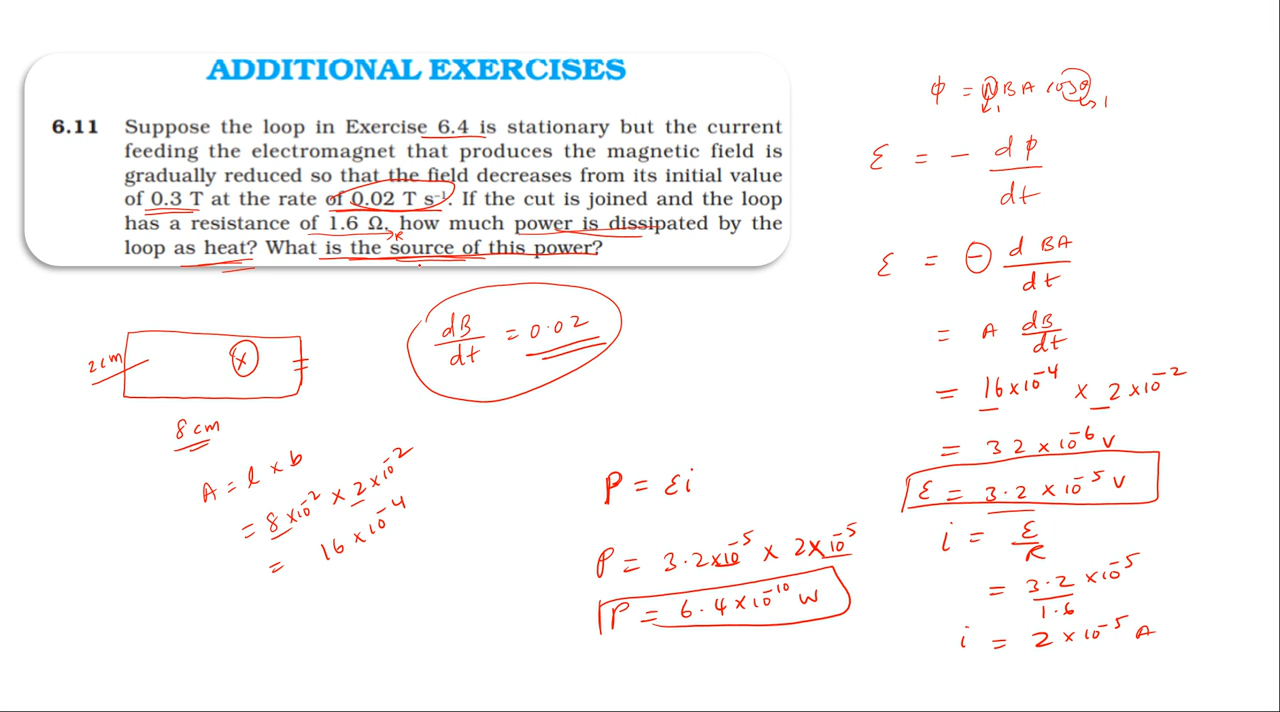 ADDITIONAL EXERCISES
6.11 Suppose the loop in Exercise 6.4 is stationary but the current
feeding the electromagnet that produces the magnetic field is
gradually reduced so that the field decreases from its initial value
of 0.3 T at the rate of 0.02 T s⁻¹. If the cut is joined and the loop
has a resistance of 1.6 Ω, how much power is dissipated by the
loop as heat? What is the source of this power?
R
2cm
x
8 cm
A = l × b
= 8×10⁻² × 2×10⁻²
= 16×10⁻⁴
dB/dt = 0.02
P = εi
P = 3.2×10⁻⁵ × 2×10⁻⁵
P = 6.4×10⁻¹⁰ W
ϕ = NBA cosθ
1 1
ε = - dϕ/dt
ε = - d BA/dt
= A dB/dt
= 16×10⁻⁴ × 2×10⁻²
= 32×10⁻⁶ V
ε = 3.2×10⁻⁵ V
i = ε/R
= 3.2×10⁻⁵/1.6
i = 2×10⁻⁵ A